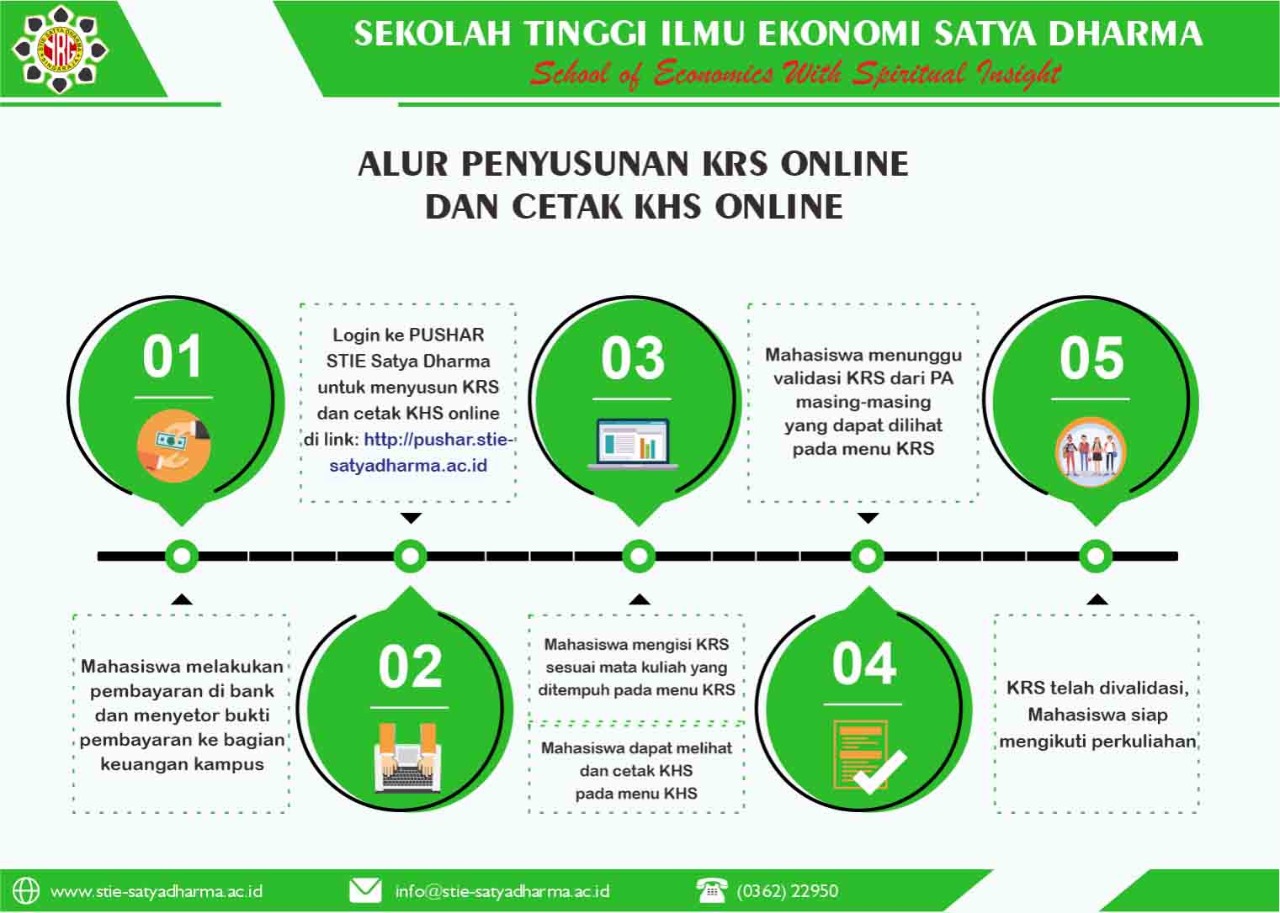 SEKOLAH TINGGI ILMU EKONOMI SATYA DHARMA
School of Economics With Spiritual Insight
ALUR PENYUSUNAN KRS ONLINE
DAN CETAK KHS ONLINE
01
Mahasiswa melakukan
pembayaran di bank
dan menyetor bukti
pembayaran ke bagian
keuangan kampus
Login ke PUSHAR
STIE Satya Dharma
untuk menyusun KRS
dan cetak KHS online
di link: http://pushar.stie-
satyadharma.ac.id
02
03
Mahasiswa mengisi KRS
sesuai mata kuliah yang
ditempuh pada menu KRS
Mahasiswa dapat melihat
dan cetak KHS
pada menu KHS
Mahasiswa menunggu
validasi KRS dari PA
masing-masing
yang dapat dilihat
pada menu KRS
04
05
KRS telah divalidasi,
Mahasiswa siap
mengikuti perkuliahan
www.stie-satyadharma.ac.id
info@stie-satyadharma.ac.id
(0362) 22950